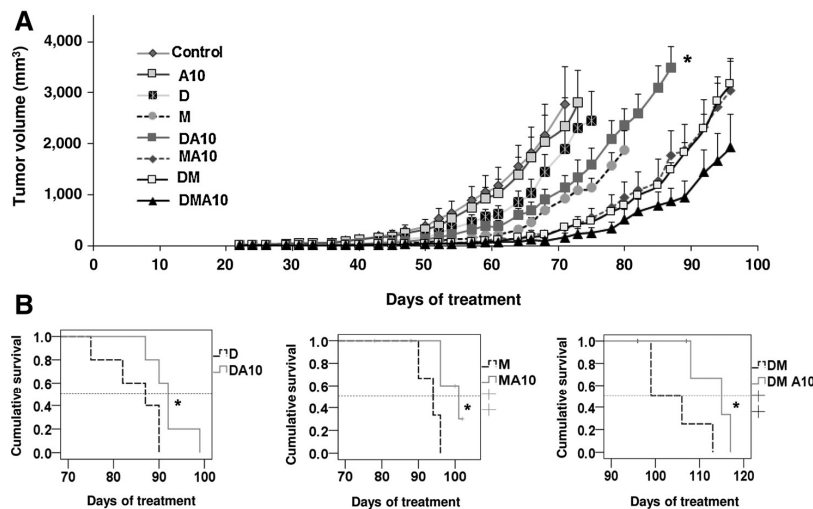 A
Tumor volume (mm³)
4,000
3,000
2,000
1,000
0
Control
A10
D
M
DA10
MA10
DM
DMA10
*
0 10 20 30 40 50 60 70 80 90 100
Days of treatment
B
Cumulative survival
1.0
0.8
0.6
0.4
0.2
0.0
D
DA10
*
70 80 90 100
Days of treatment
Cumulative survival
1.0
0.8
0.6
0.4
0.2
0.0
M
MA10
*
70 80 90 100
Days of treatment
Cumulative survival
1.0
0.8
0.6
0.4
0.2
0.0
DM
DM A10
*
90 100 110 120
Days of treatment